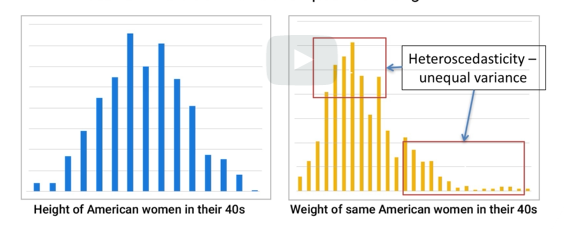 Heteroscedasticity –
unequal variance
Height of American women in their 40s
Weight of same American women in their 40s